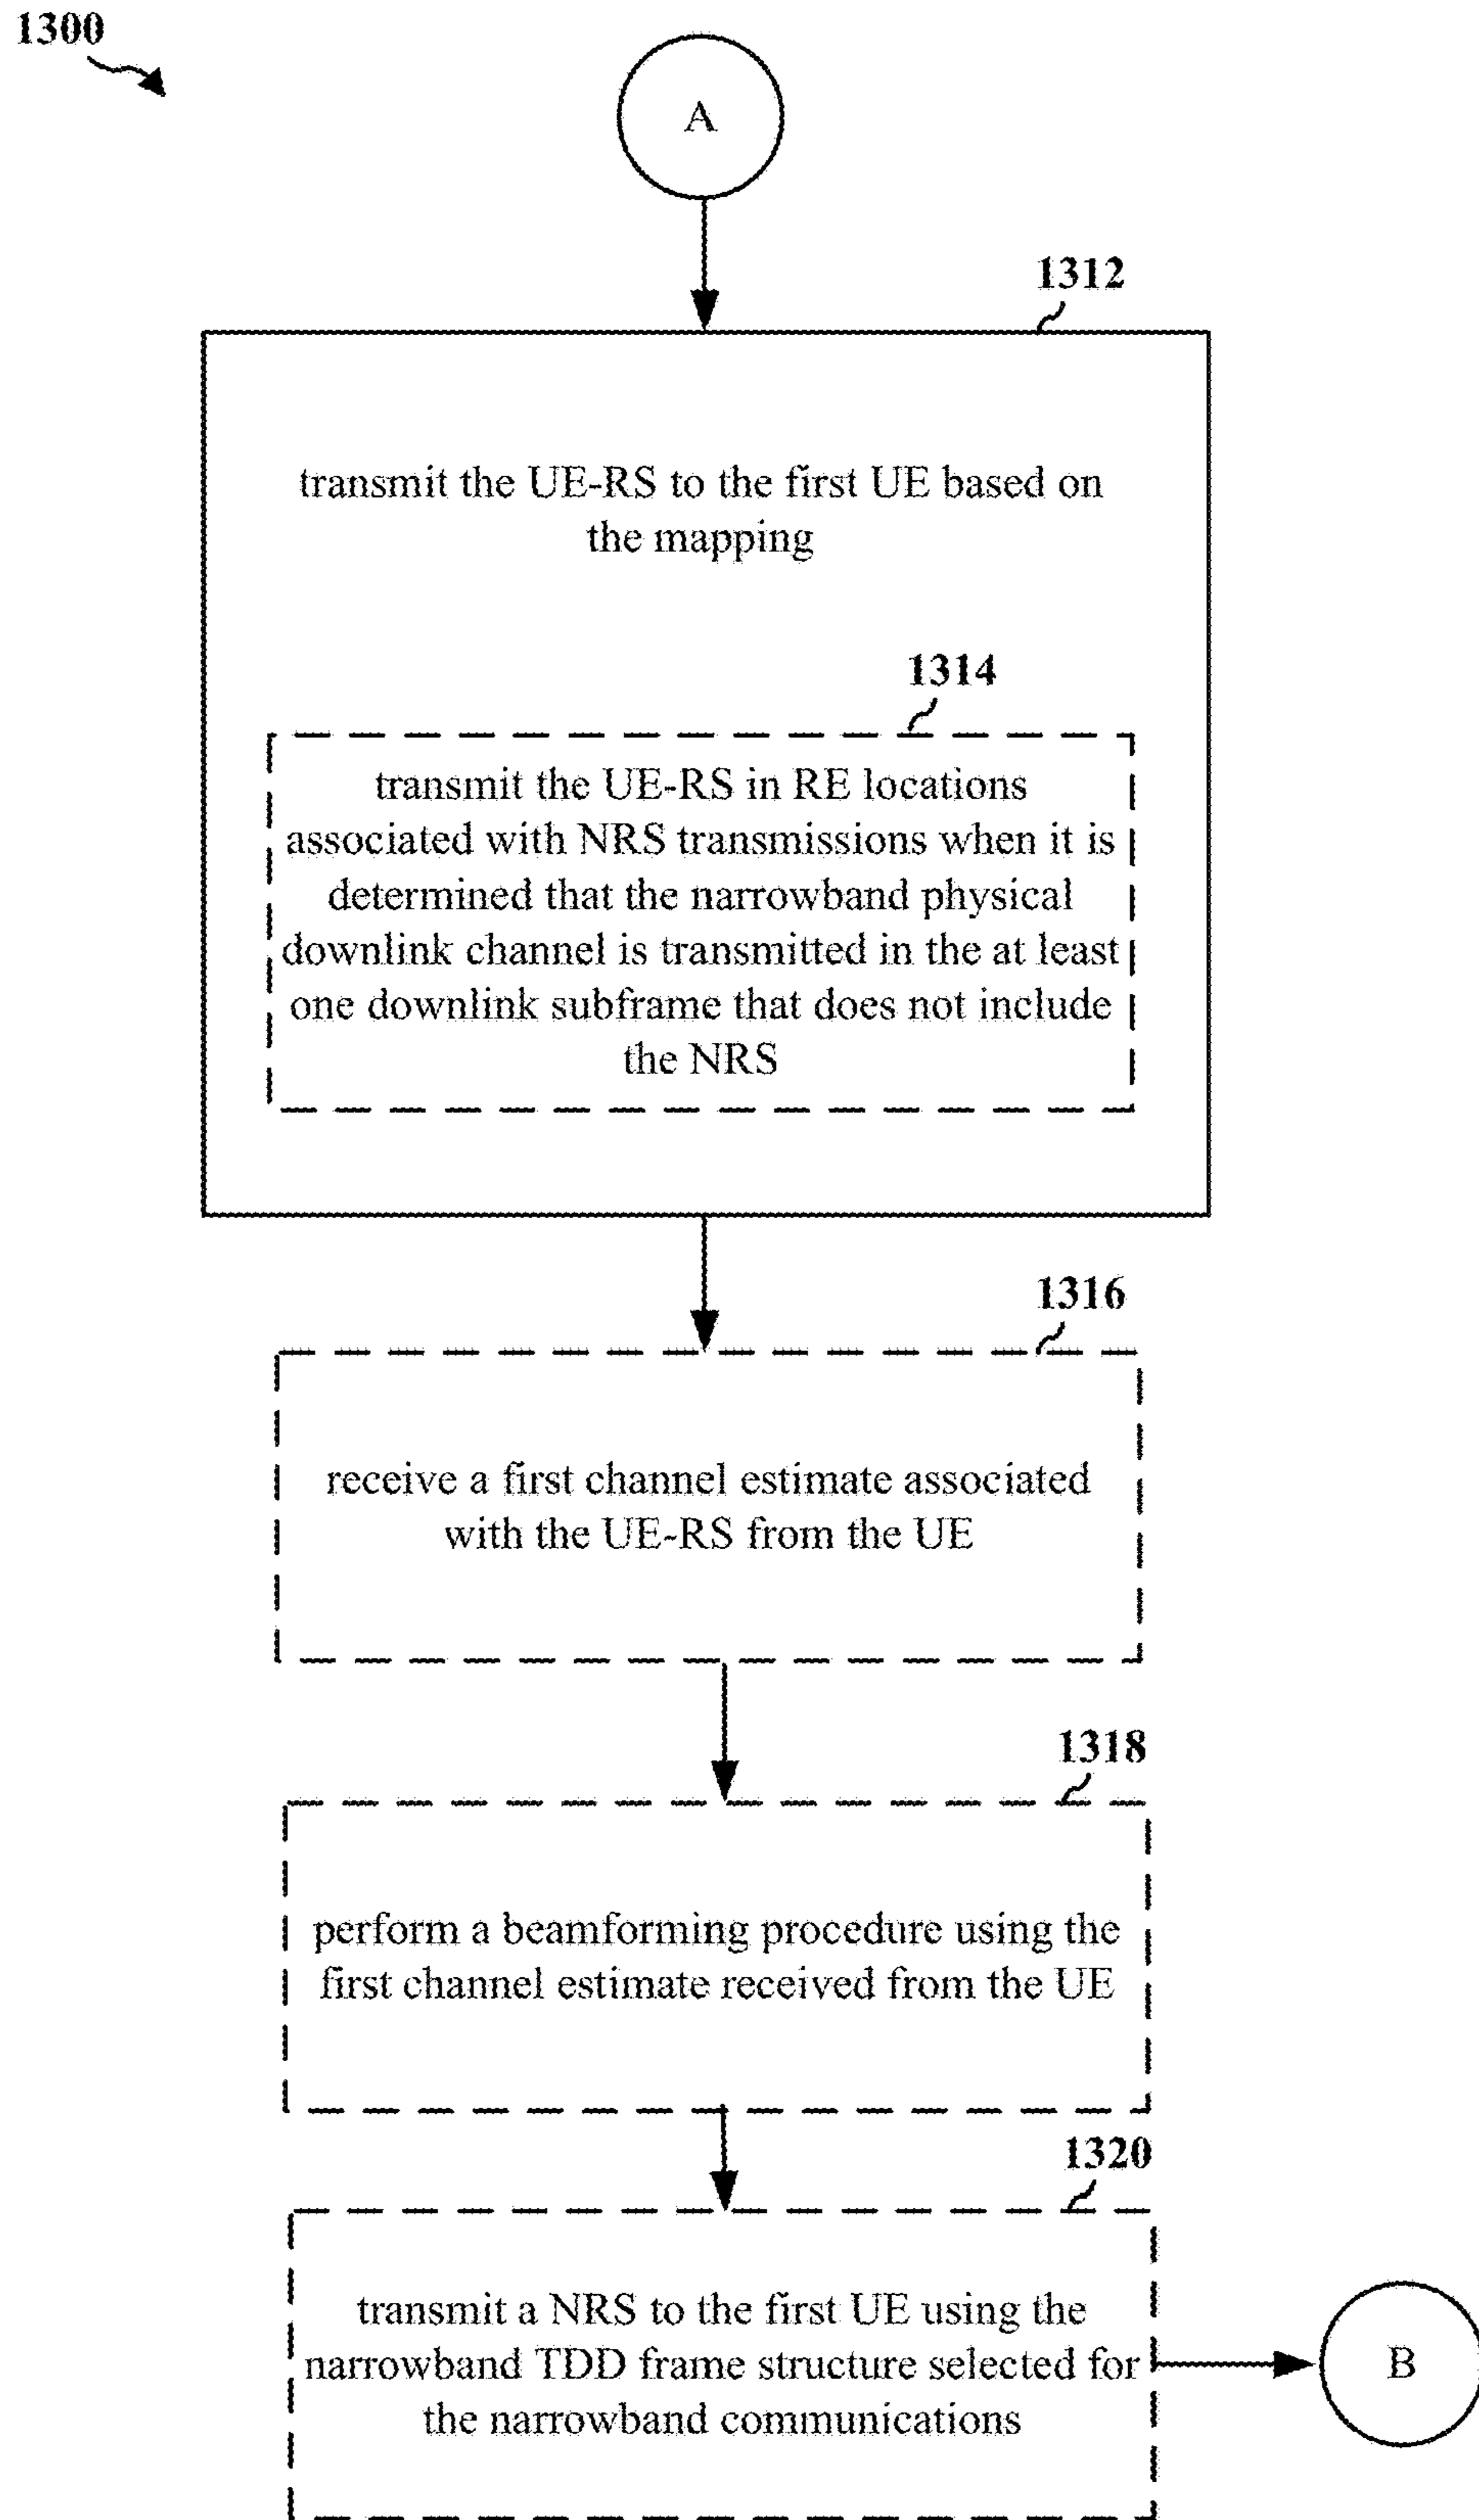 1300
A
1312
transmit the UE-RS to the first UE based on
the mapping
1314
transmit the UE-RS in RE locations
associated with NRS transmissions when it is
determined that the narrowband physical
downlink channel is transmitted in the at least
one downlink subframe that does not include
the NRS
1316
receive a first channel estimate associated
with the UE-RS from the UE
1318
perform a beamforming procedure using the
first channel estimate received from the UE
1320
transmit a NRS to the first UE using the
narrowband TDD frame structure selected for
the narrowband communications
B